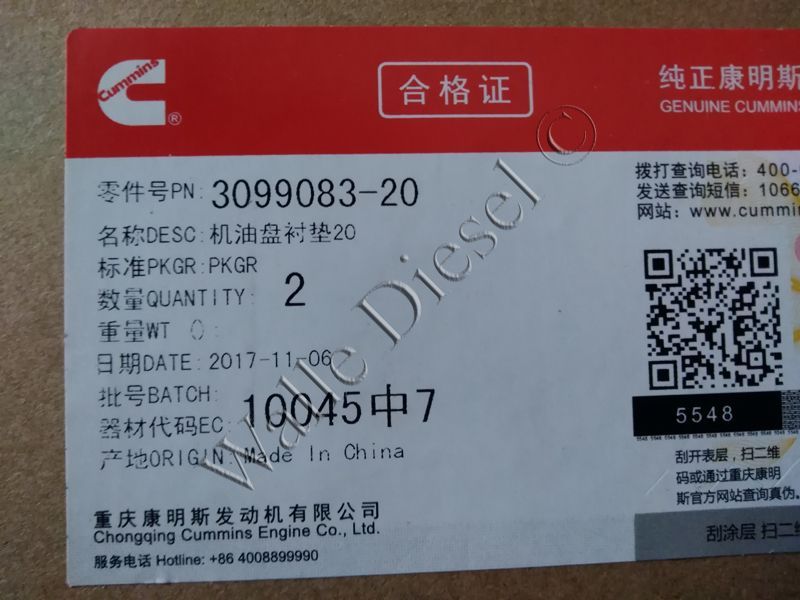 Cummins
®
合格证
纯正康明斯
GENUINE CUMMINS
零件号PN: 3099083-20
名称DESC: 机油盘衬垫20
标准PKGR: PKGR
数量QUANTITY: 2
重量WT 0:
日期DATE: 2017-11-06
批号BATCH:
器材代码EC: 10045中7
产地ORIGIN: Made In China
重庆康明斯发动机有限公司
Chongqing Cummins Engine Co., Ltd.
服务电话 Hotline: +86 4008899990
拨打查询电话: 400-
发送查询短信: 1066
网站: www.cummins
5548
刮开表层,扫二维
码或通过重庆康明
斯官方网站查询真伪。
刮涂层 扫二维
Walle Diesel ©